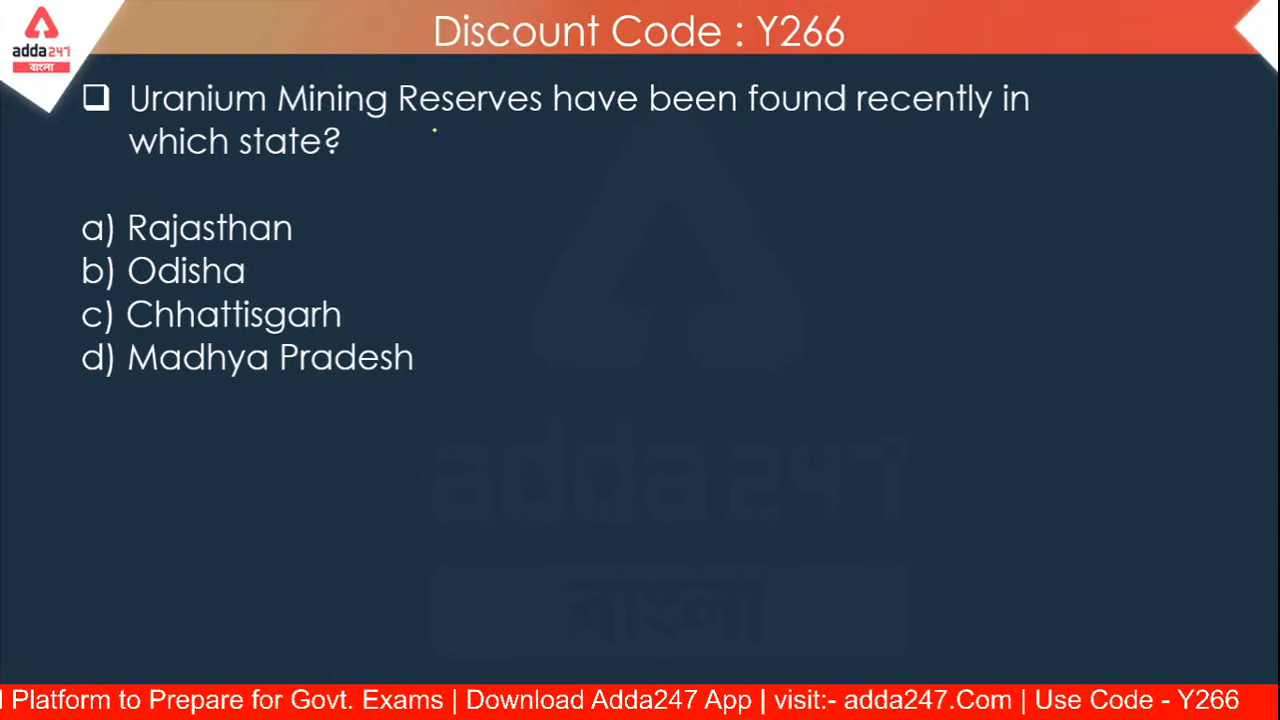 Discount Code : Y266
adda247
বাংলা
Uranium Mining Reserves have been found recently in
which state?
a) Rajasthan
b) Odisha
c) Chhattisgarh
d) Madhya Pradesh
adda247
বাংলা
Platform to Prepare for Govt. Exams | Download Adda247 App | visit:- adda247.Com | Use Code - Y266